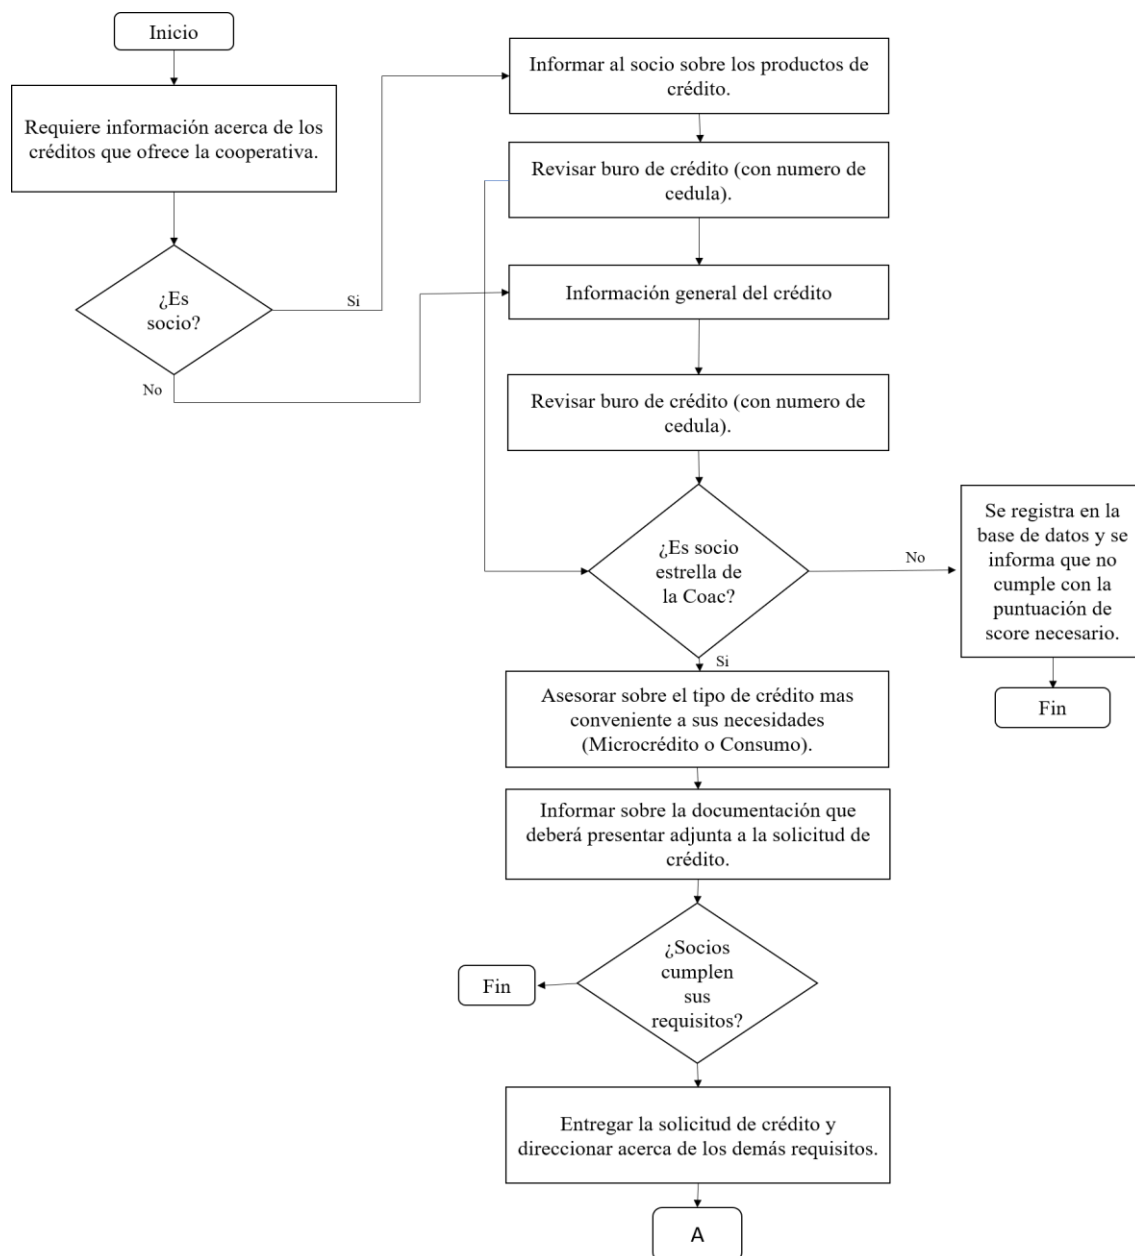 Inicio
Requiere información acerca de los
créditos que ofrece la cooperativa.
¿Es
socio?
Si
No
Informar al socio sobre los productos de
crédito.
Revisar buro de crédito (con numero de
cedula).
Información general del crédito
Revisar buro de crédito (con numero de
cedula).
¿Es socio
estrella de
la Coac?
No
Se registra en la
base de datos y se
informa que no
cumple con la
puntuación de
score necesario.
Fin
Si
Asesorar sobre el tipo de crédito mas
conveniente a sus necesidades
(Microcrédito o Consumo).
Informar sobre la documentación que
deberá presentar adjunta a la solicitud de
crédito.
¿Socios
cumplen
sus
requisitos?
Fin
Entregar la solicitud de crédito y
direccionar acerca de los demás requisitos.
A